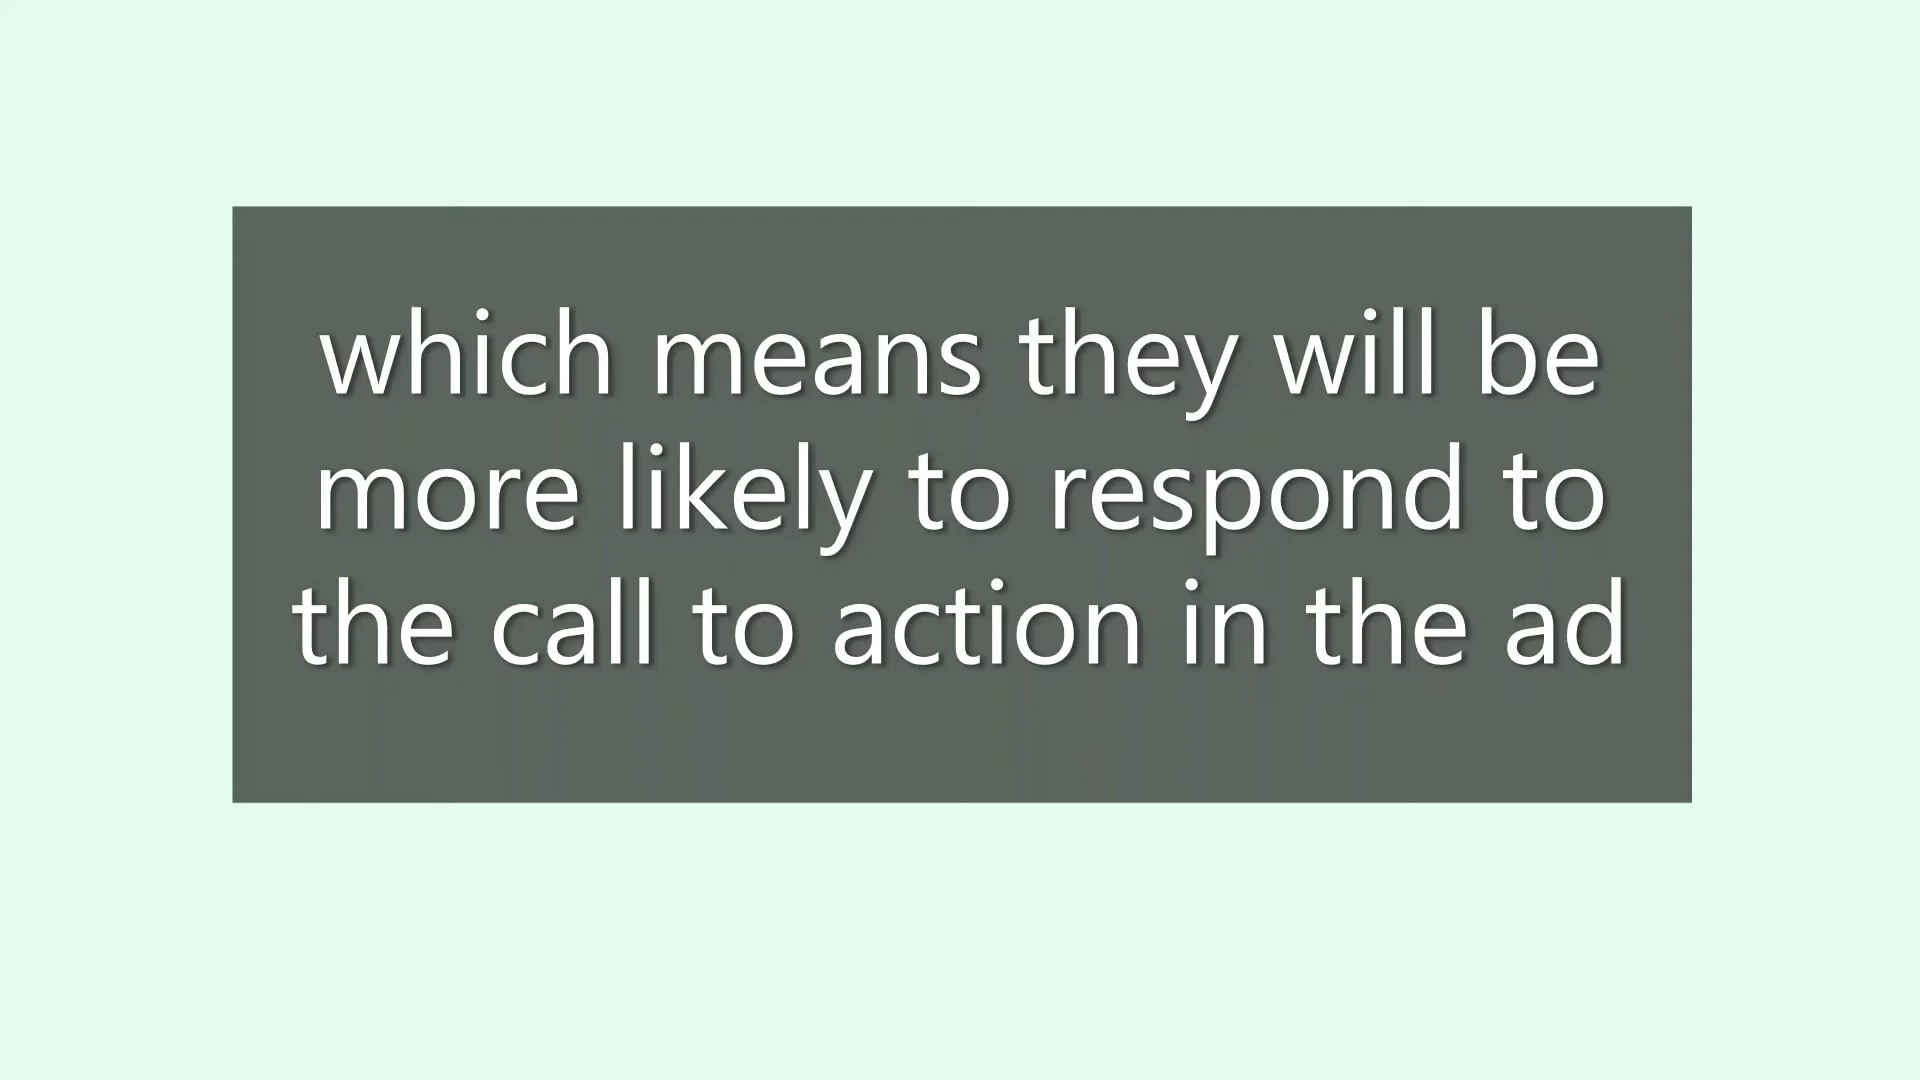 which means they will be
more likely to respond to
the call to action in the ad